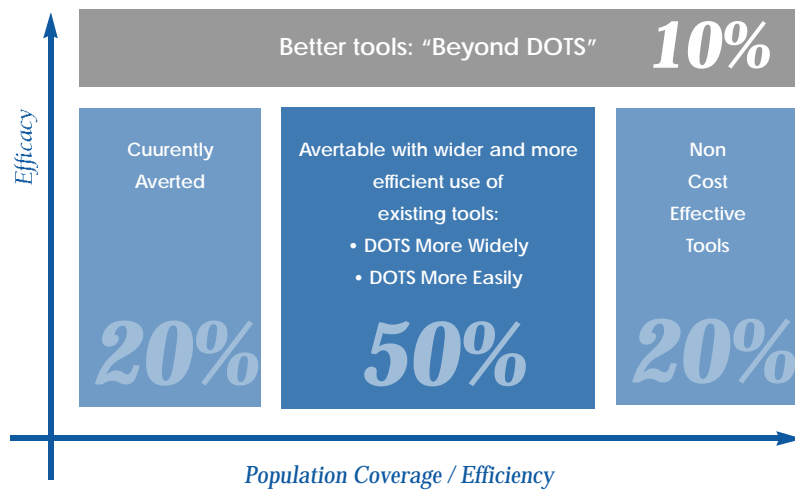 Better tools: “Beyond DOTS” 10%
Efficacy
Cuurently
Averted
20%
Avertable with wider and more
efficient use of
existing tools:
• DOTS More Widely
• DOTS More Easily
50%
Non
Cost
Effective
Tools
20%
Population Coverage / Efficiency